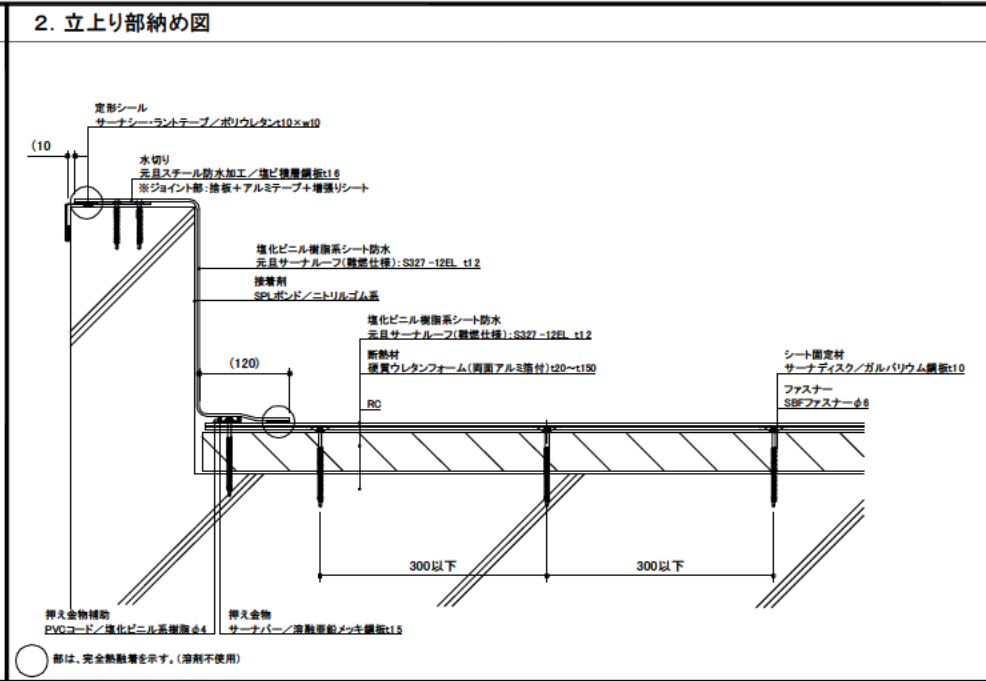 2. 立上り部納め図
定形シール
サーナシー・ラントテープ／ポリウレタンt10×w10
(10
水切り
元旦スチール防水加工／塩ビ積層鋼板t1.6
※ジョイント部：捨板＋アルミテープ＋増張りシート
塩化ビニル樹脂系シート防水
元旦サーナルーフ(難燃仕様)：S327-12EL t1.2
接着剤
SPLボンド／ニトリルゴム系
塩化ビニル樹脂系シート防水
元旦サーナルーフ(難燃仕様)：S327-12EL t1.2
(120)
断熱材
硬質ウレタンフォーム(両面アルミ箔付)t20～t150
シート固定材
サーナディスク／ガルバリウム鋼板t1.0
RC
ファスナー
SBFファスナーφ6
300以下
300以下
押え金物補助
PVCコード／塩化ビニル系樹脂φ4
押え金物
サーナバー／溶融亜鉛メッキ鋼板t1.5
部は、完全熱融着を示す。(溶剤不使用)